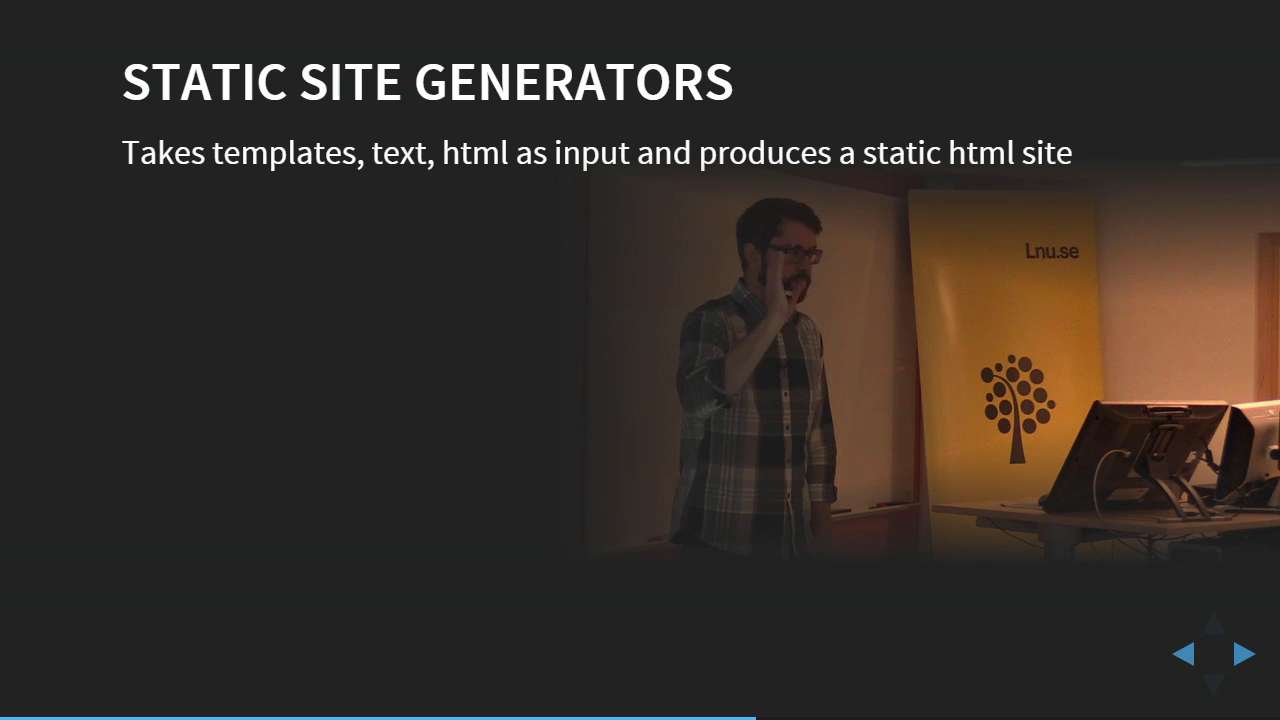 STATIC SITE GENERATORS
Takes templates, text, html as input and produces a static html site
Lnu.se